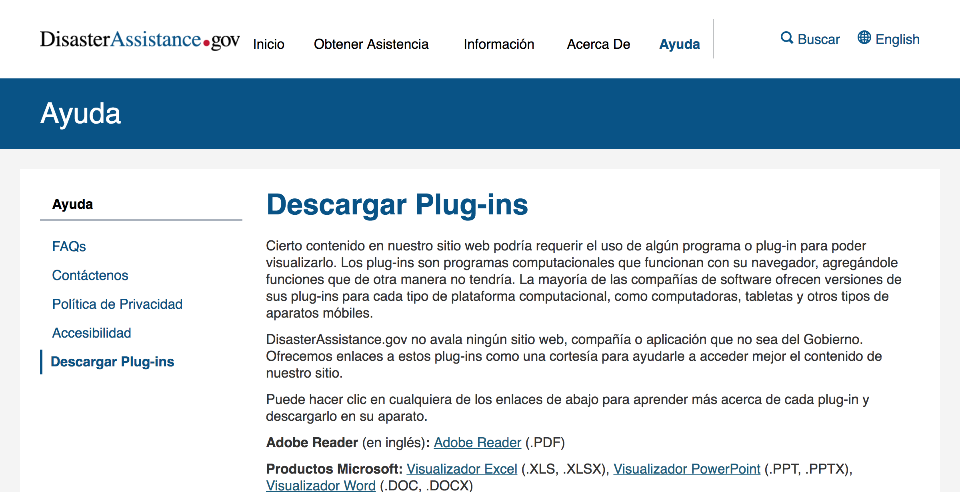 DisasterAssistance.gov
Inicio Obtener Asistencia Información Acerca De Ayuda
Buscar English
Ayuda
Ayuda
FAQs
Contáctenos
Política de Privacidad
Accesibilidad
Descargar Plug-ins
Descargar Plug-ins
Cierto contenido en nuestro sitio web podría requerir el uso de algún programa o plug-in para poder
visualizarlo. Los plug-ins son programas computacionales que funcionan con su navegador, agregándole
funciones que de otra manera no tendría. La mayoría de las compañías de software ofrecen versiones de
sus plug-ins para cada tipo de plataforma computacional, como computadoras, tabletas y otros tipos de
aparatos móbiles.
DisasterAssistance.gov no avala ningún sitio web, compañía o aplicación que no sea del Gobierno.
Ofrecemos enlaces a estos plug-ins como una cortesía para ayudarle a acceder mejor el contenido de
nuestro sitio.
Puede hacer clic en cualquiera de los enlaces de abajo para aprender más acerca de cada plug-in y
descargarlo en su aparato.
Adobe Reader (en inglés): Adobe Reader (.PDF)
Productos Microsoft: Visualizador Excel (.XLS, .XLSX), Visualizador PowerPoint (.PPT, .PPTX),
Visualizador Word (.DOC, .DOCX)